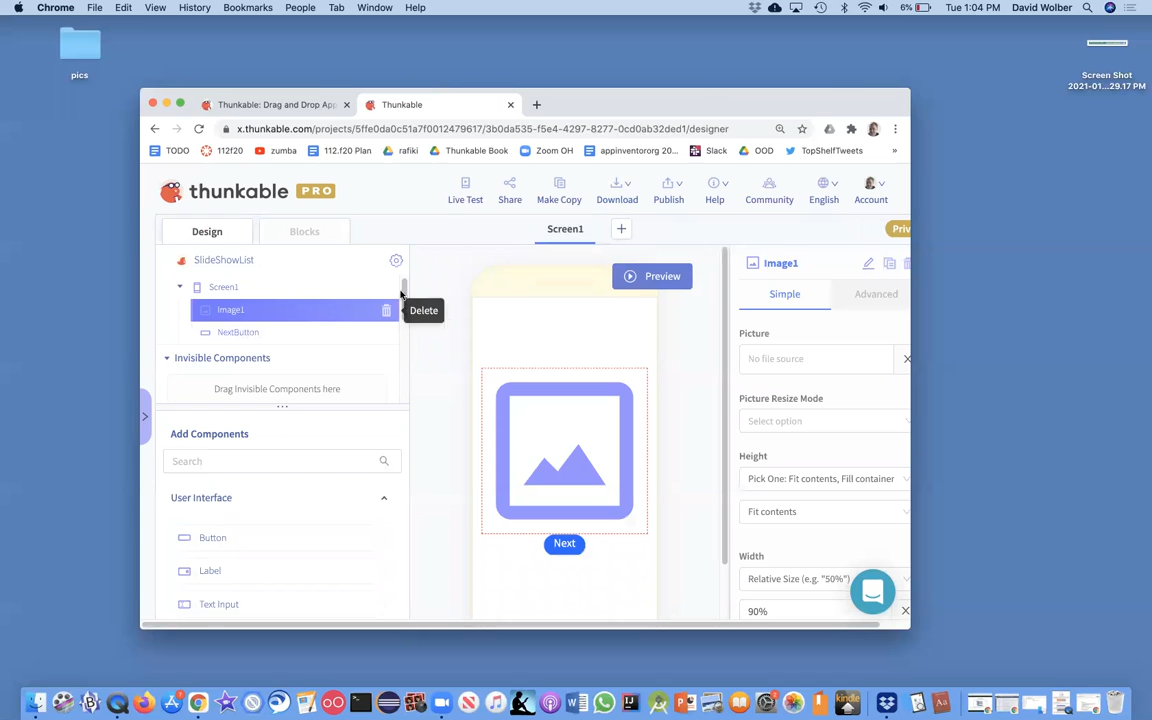 Chrome File Edit View History Bookmarks People Tab Window Help 6% Tue 1:04 PM David Wolber
pics
Screen Shot
2021-01...29.17 PM
Thunkable: Drag and Drop App
Thunkable
x.thunkable.com/projects/5ffe0da0c51a7f0012479617/3b0da535-f5e4-4297-8277-0cd0ab32ded1/designer
TODO 112f20 zumba 112.f20 Plan rafiki Thunkable Book Zoom OH appinventorog 20... Slack OOD TopShelfTweets »
thunkable PRO
Live Test Share Make Copy Download Publish Help Community English Account
Design Blocks Screen1 Priv
SlideShowList
Screen1
Image1
Delete
NextButton
Invisible Components
Drag Invisible Components here
Add Components
Search
User Interface
Button
Label
Text Input
Preview
Next
Image1
Simple Advanced
Picture
No file source
Picture Resize Mode
Select option
Height
Pick One: Fit contents, Fill container
Fit contents
Width
Relative Size (e.g. "50%")
90%